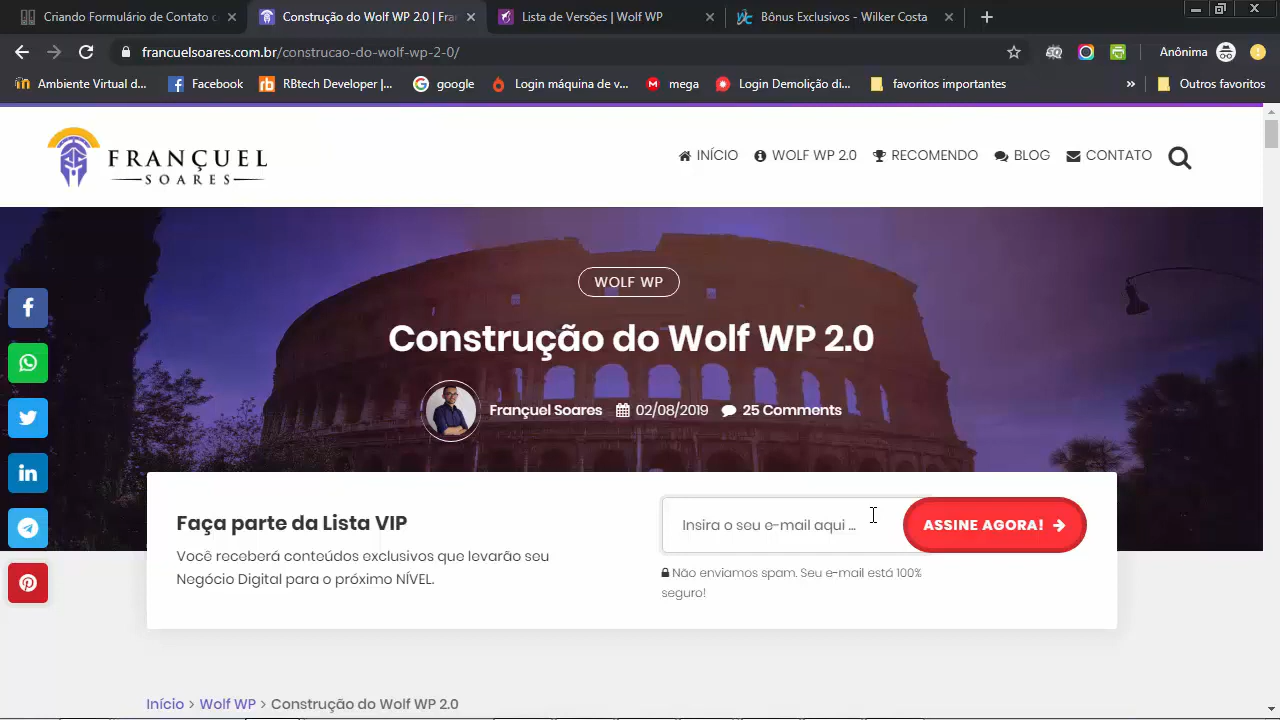 Criando Formulário de Contato c
Construção do Wolf WP 2.0 | Fra
Lista de Versões | Wolf WP
Bônus Exclusivos - Wilker Costa
francuelsoares.com.br/construcao-do-wolf-wp-2-0/
Anônima
Ambiente Virtual d...
Facebook
RBtech Developer |...
google
Login máquina de v...
mega
Login Demolição di...
favoritos importantes
»
Outros favoritos
FRANÇUEL
SOARES
INÍCIO
WOLF WP 2.0
RECOMENDO
BLOG
CONTATO
WOLF WP
Construção do Wolf WP 2.0
Françuel Soares 02/08/2019 25 Comments
Faça parte da Lista VIP
Você receberá conteúdos exclusivos que levarão seu
Negócio Digital para o próximo NÍVEL.
Insira o seu e-mail aqui ...
ASSINE AGORA!
Não enviamos spam. Seu e-mail está 100%
seguro!
Início > Wolf WP > Construção do Wolf WP 2.0